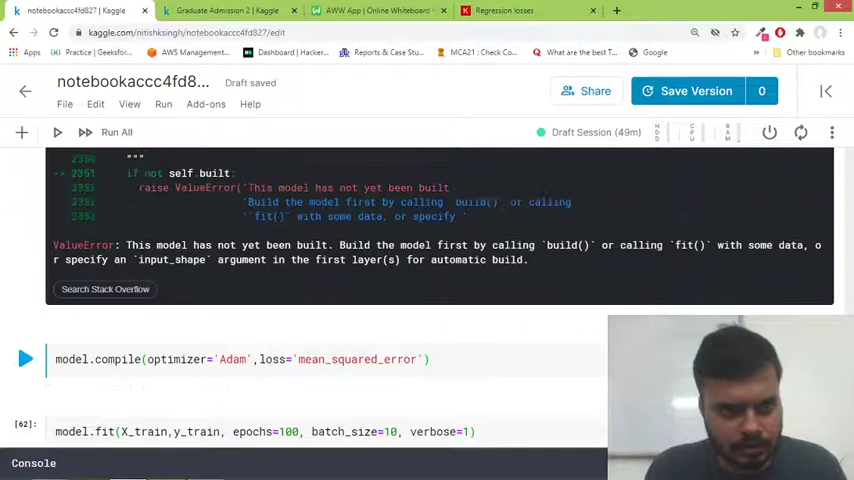 notebookaccc4fd827 | Kaggle
Graduate Admission 2 | Kaggle
AWW App | Online Whiteboard
Regression losses
kaggle.com/nitishksingh/notebookaccc4fd827/edit
Apps
Practice | Geeksfor...
AWS Management...
Dashboard | Hacker...
Reports & Case Stu...
MCA21 : Check Co...
What are the best T...
Google
Other bookmarks
notebookaccc4fd8...
Draft saved
Share
Save Version
0
File Edit View Run Add-ons Help
Run All
Draft Session (49m)
HDD CPU RAM
2350 """
-> 2351 if not self.built:
raise ValueError('This model has not yet been built
'Build the model first by calling `build()` or calling
'`fit()` with some data, or specify '
ValueError: This model has not yet been built. Build the model first by calling `build()` or calling `fit()` with some data, o
r specify an `input_shape` argument in the first layer(s) for automatic build.
Search Stack Overflow
model.compile(optimizer='Adam',loss='mean_squared_error')
[62]:
model.fit(X_train,y_train, epochs=100, batch_size=10, verbose=1)
Console